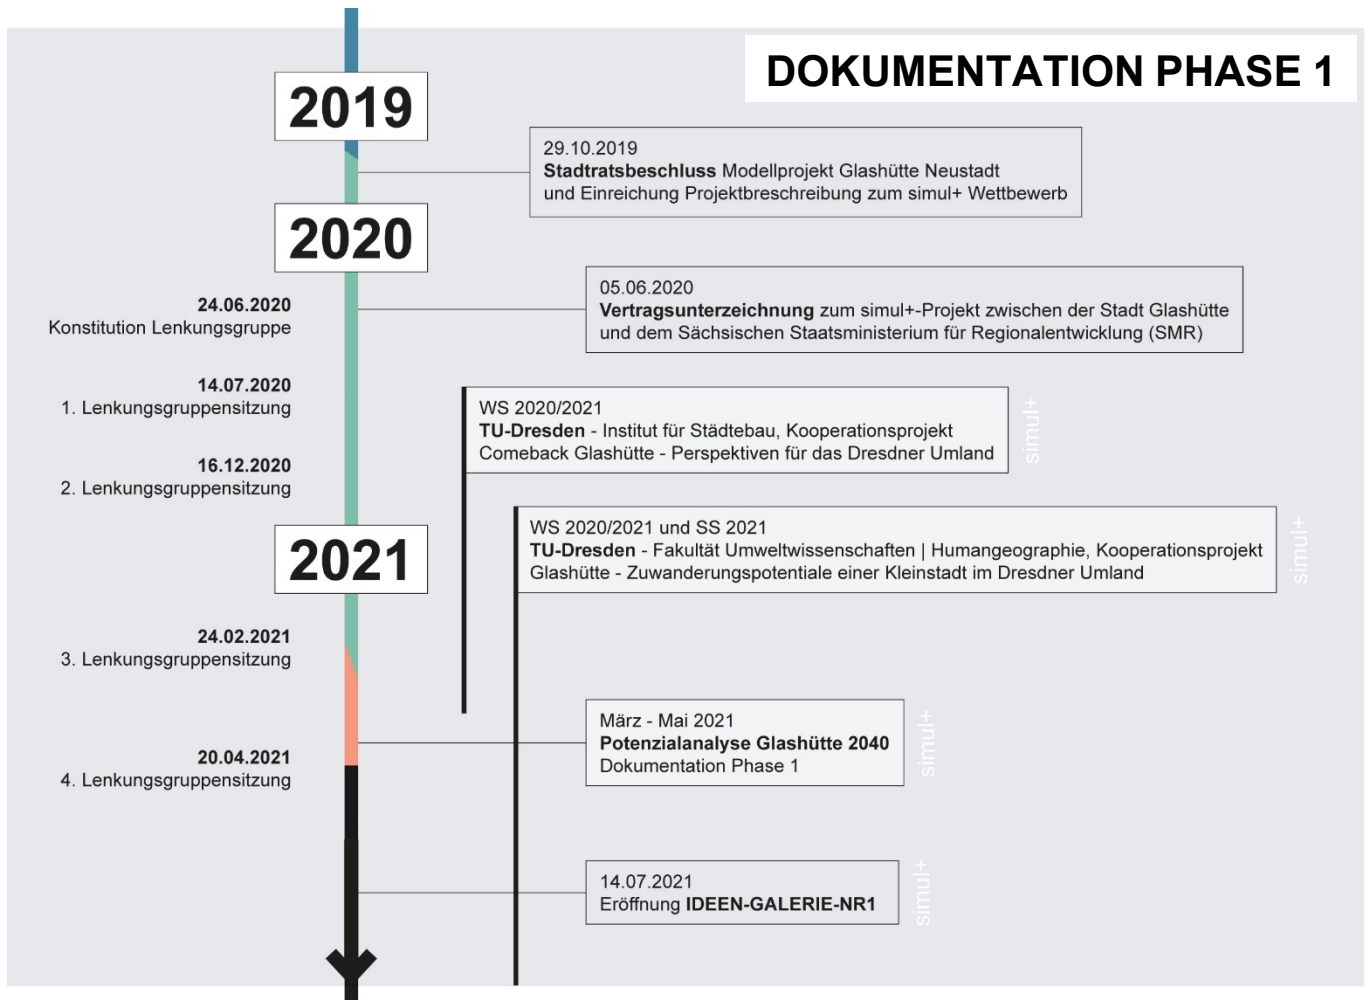 DOKUMENTATION PHASE 1
2019
29.10.2019
Stadtratsbeschluss Modellprojekt Glashütte Neustadt
und Einreichung Projektbreschreibung zum simul+ Wettbewerb
2020
05.06.2020
Vertragsunterzeichnung zum simul+-Projekt zwischen der Stadt Glashütte
und dem Sächsischen Staatsministerium für Regionalentwicklung (SMR)
24.06.2020
Konstitution Lenkungsgruppe
14.07.2020
1. Lenkungsgruppensitzung
WS 2020/2021
TU-Dresden - Institut für Städtebau, Kooperationsprojekt
Comeback Glashütte - Perspektiven für das Dresdner Umland
simul+
16.12.2020
2. Lenkungsgruppensitzung
2021
WS 2020/2021 und SS 2021
TU-Dresden - Fakultät Umweltwissenschaften | Humangeographie, Kooperationsprojekt
Glashütte - Zuwanderungspotentiale einer Kleinstadt im Dresdner Umland
simul+
24.02.2021
3. Lenkungsgruppensitzung
März - Mai 2021
Potenzialanalyse Glashütte 2040
Dokumentation Phase 1
simul+
20.04.2021
4. Lenkungsgruppensitzung
14.07.2021
Eröffnung IDEEN-GALERIE-NR1
simul+